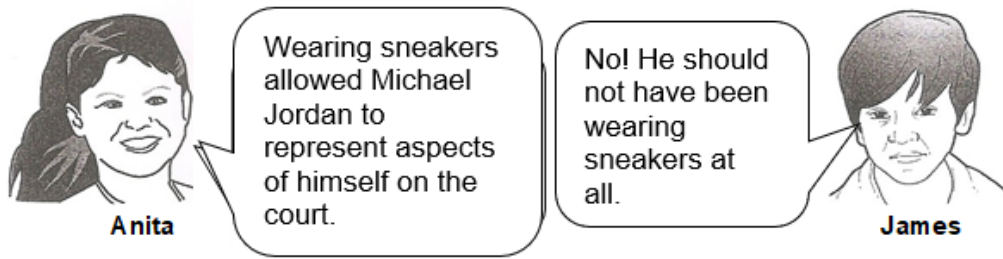 Wearing sneakers
allowed Michael
Jordan to
represent aspects
of himself on the
court.
Anita
No! He should
not have been
wearing
sneakers at
all.
James